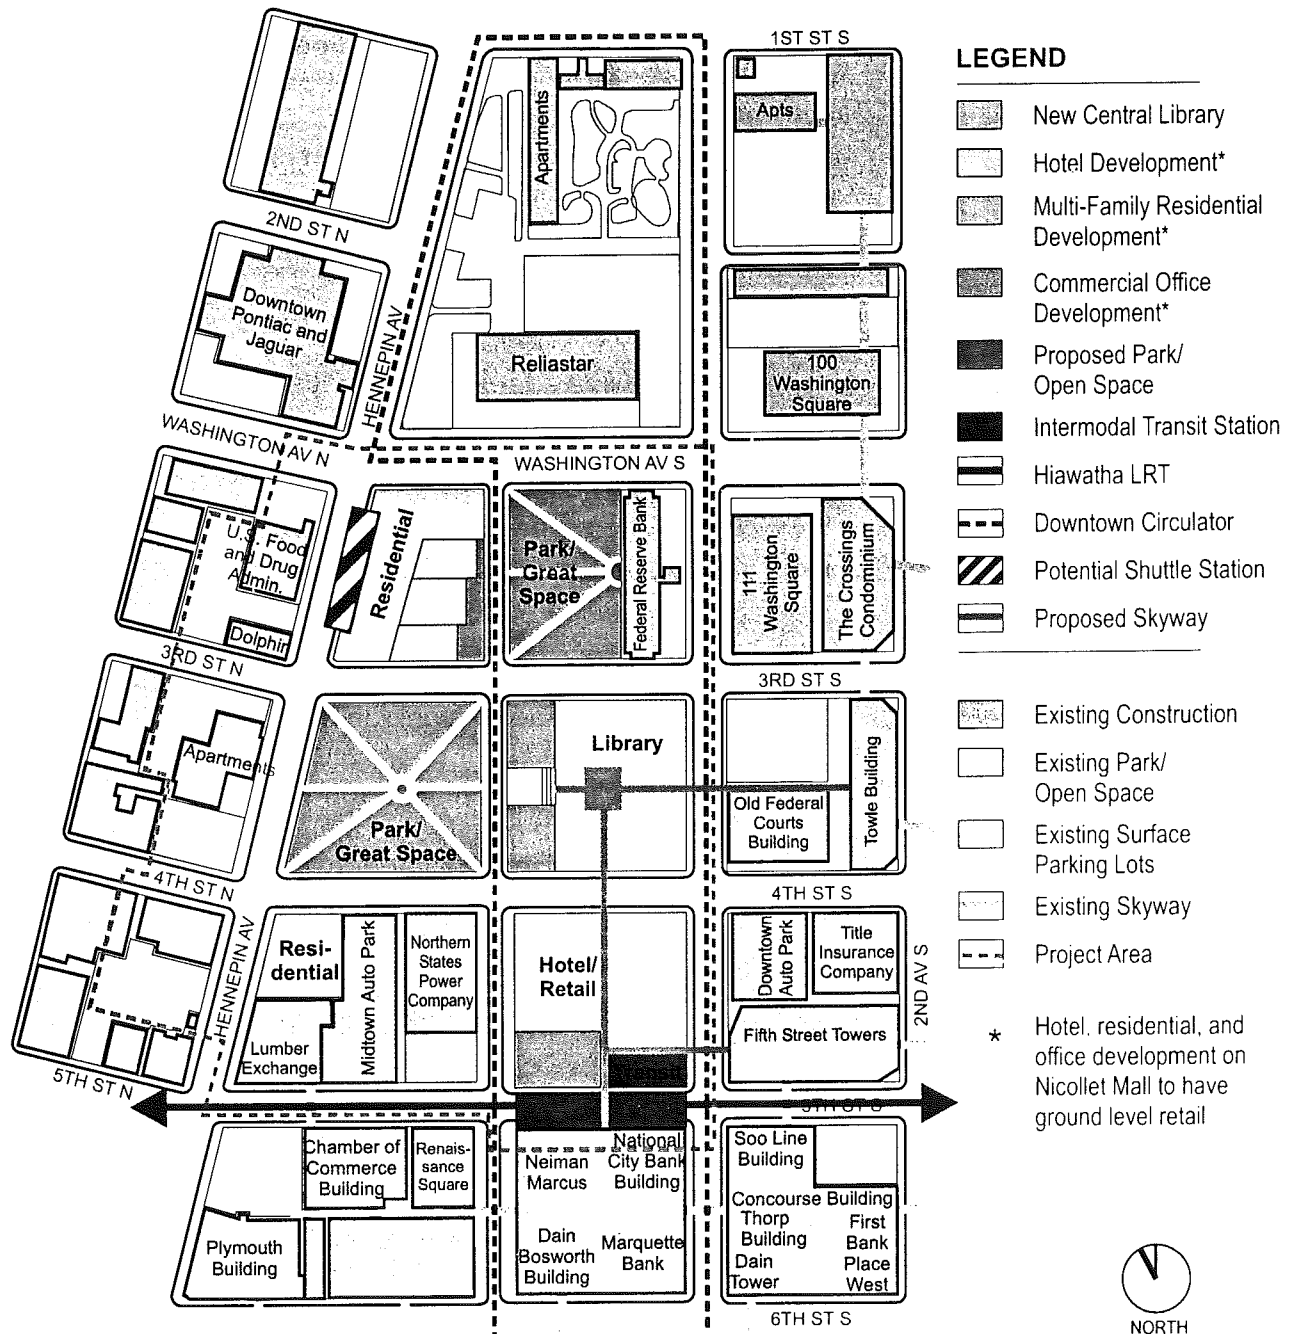 1ST ST S
Apartments
Apts
2ND ST N
Downtown
Pontiac and
Jaguar
HENNEPIN AV
Reliastar
100
Washington
Square
WASHINGTON AV N
WASHINGTON AV S
U.S. Food
and Drug
Admin.
Dolphin
Residential
Park/
Great
Space
Federal Reserve Bank
111
Washington
Square
The Crossings
Condominium
3RD ST N
3RD ST S
Apartments
Park/
Great Space
Library
Old Federal
Courts
Building
Towle Building
4TH ST N
4TH ST S
HENNEPIN AV
Resi-
dential
Midtown Auto Park
Northern
States
Power
Company
Lumber
Exchange
Hotel/
Retail
Transit
Downtown
Auto Park
Title
Insurance
Company
Fifth Street Towers
2ND AV S
5TH ST N
5TH ST S
Chamber of
Commerce
Building
Renais-
sance
Square
Plymouth
Building
Neiman
Marcus
National
City Bank
Building
Dain
Bosworth
Building
Marquette
Bank
Soo Line
Building
Concourse Building
Thorp
Building
Dain
Tower
First
Bank
Place
West
6TH ST S
LEGEND
New Central Library
Hotel Development*
Multi-Family Residential
Development*
Commercial Office
Development*
Proposed Park/
Open Space
Intermodal Transit Station
Hiawatha LRT
Downtown Circulator
Potential Shuttle Station
Proposed Skyway
Existing Construction
Existing Park/
Open Space
Existing Surface
Parking Lots
Existing Skyway
Project Area
* Hotel, residential, and
office development on
Nicollet Mall to have
ground level retail
NORTH